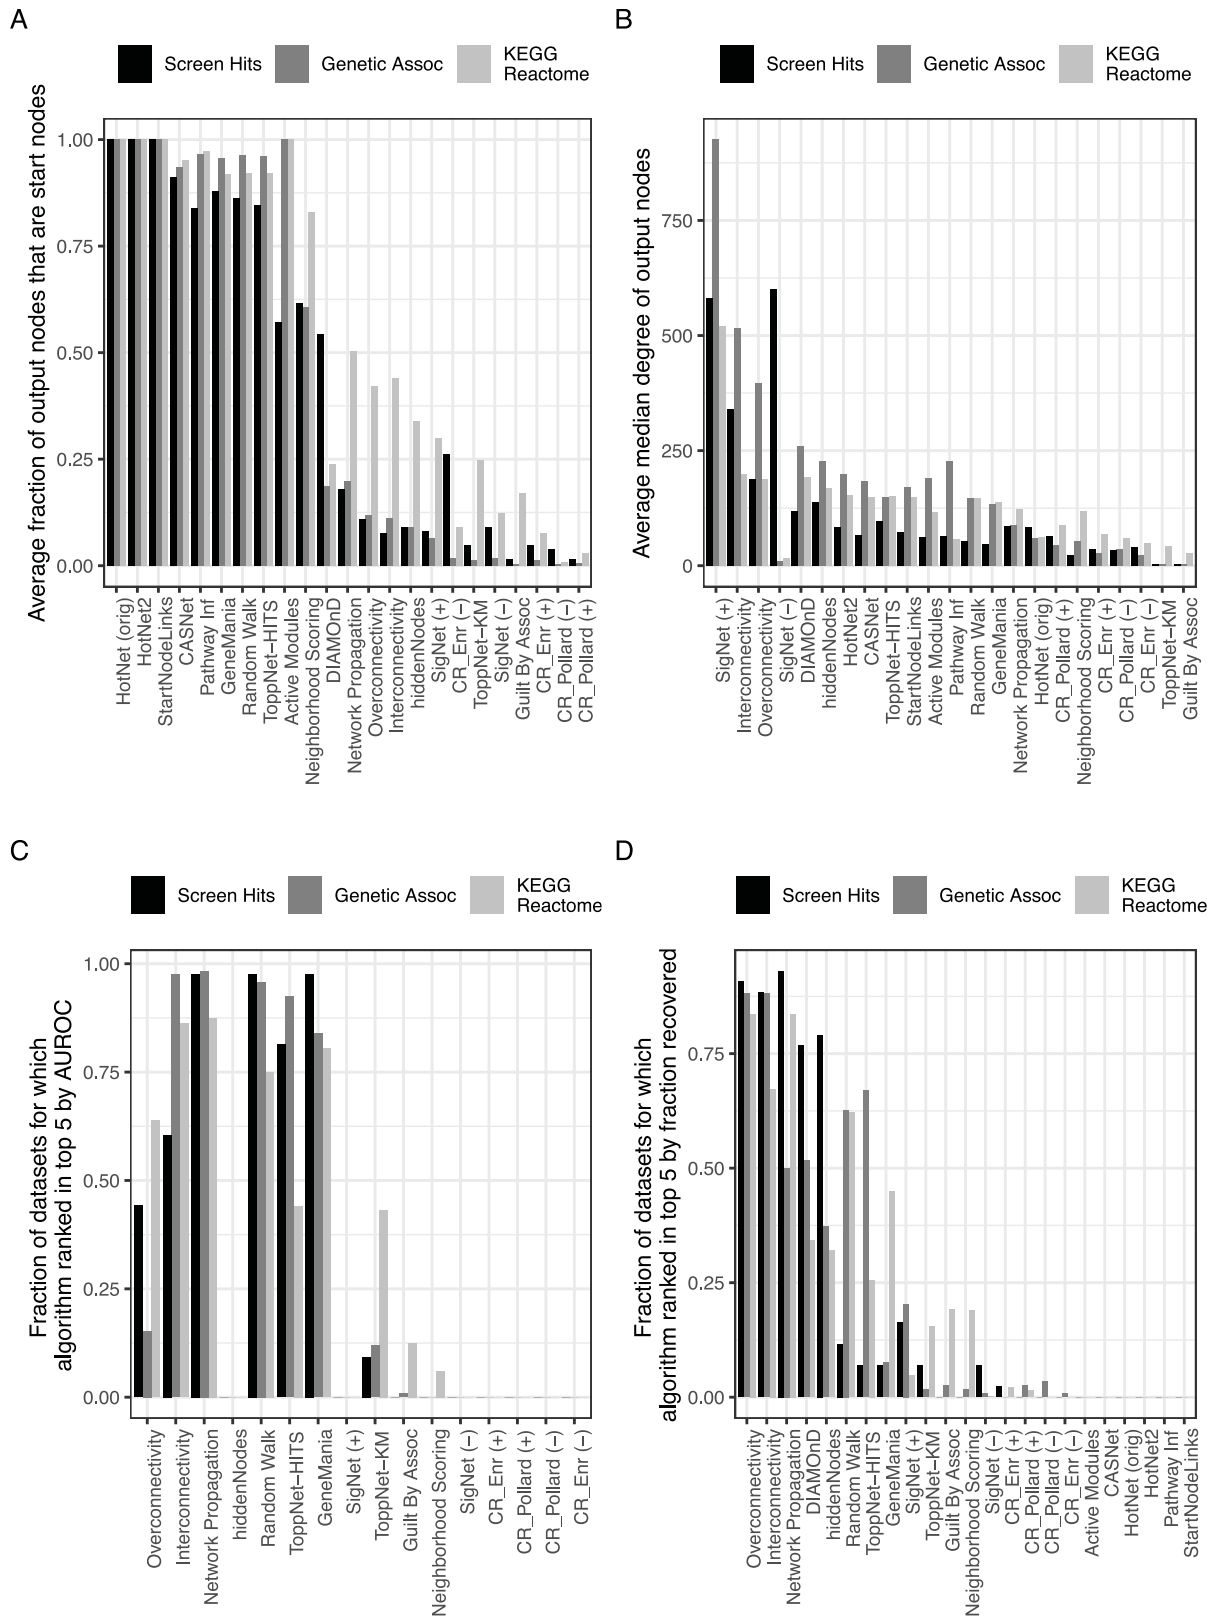 A
Screen Hits
Genetic Assoc
KEGG
Reactome
Average fraction of output nodes that are start nodes
1.00
0.75
0.50
0.25
0.00
HotNet (orig)
HotNet2
StartNodeLinks
CASNet
Pathway Inf
GeneMania
Random Walk
ToppNet−HITS
Active Modules
Neighborhood Scoring
DIAMOnD
Network Propagation
Overconnectivity
Interconnectivity
hiddenNodes
SigNet (+)
CR_Enr (−)
ToppNet−KM
SigNet (−)
Guilt By Assoc
CR_Enr (+)
CR_Pollard (−)
CR_Pollard (+)
B
Screen Hits
Genetic Assoc
KEGG
Reactome
Average median degree of output nodes
750
500
250
0
SigNet (+)
Interconnectivity
Overconnectivity
SigNet (−)
DIAMOnD
hiddenNodes
HotNet2
CASNet
ToppNet−HITS
StartNodeLinks
Active Modules
Pathway Inf
Random Walk
GeneMania
Network Propagation
HotNet (orig)
CR_Pollard (+)
Neighborhood Scoring
CR_Enr (+)
CR_Pollard (−)
CR_Enr (−)
ToppNet−KM
Guilt By Assoc
C
Screen Hits
Genetic Assoc
KEGG
Reactome
Fraction of datasets for which
algorithm ranked in top 5 by AUROC
1.00
0.75
0.50
0.25
0.00
Overconnectivity
Interconnectivity
Network Propagation
hiddenNodes
Random Walk
ToppNet−HITS
GeneMania
SigNet (+)
ToppNet−KM
Guilt By Assoc
Neighborhood Scoring
SigNet (−)
CR_Enr (+)
CR_Pollard (+)
CR_Pollard (−)
CR_Enr (−)
D
Screen Hits
Genetic Assoc
KEGG
Reactome
Fraction of datasets for which
algorithm ranked in top 5 by fraction recovered
0.75
0.50
0.25
0.00
Overconnectivity
Interconnectivity
Network Propagation
DIAMOnD
hiddenNodes
Random Walk
ToppNet−HITS
GeneMania
SigNet (+)
ToppNet−KM
Guilt By Assoc
Neighborhood Scoring
SigNet (−)
CR_Enr (+)
CR_Pollard (+)
CR_Pollard (−)
CR_Enr (−)
Active Modules
CASNet
HotNet (orig)
HotNet2
Pathway Inf
StartNodeLinks